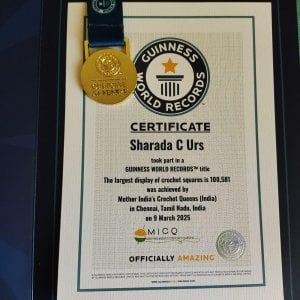 GUINNESS
WORLD RECORDS
CERTIFICATE
Sharada C Urs
took part in a
GUINNESS WORLD RECORDS™ title
The largest display of crochet squares is 100,581
was achieved by
Mother India's Crochet Queens (India)
in Chennai, Tamil Nadu, India
on 9 March 2025
MICQ
OFFICIALLY AMAZING